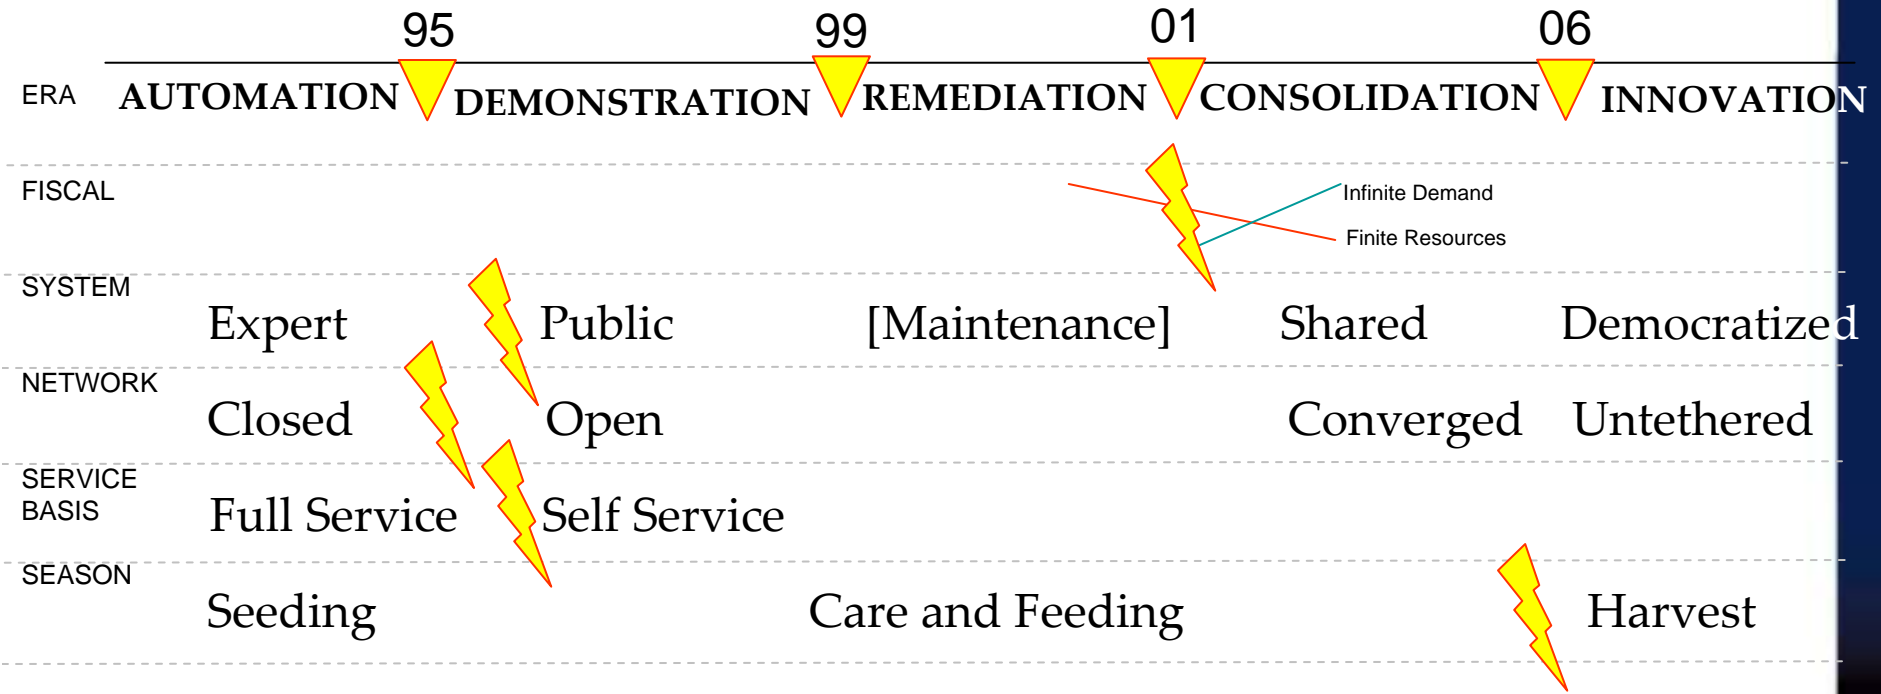 95 99 01 06
ERA AUTOMATION DEMONSTRATION REMEDIATION CONSOLIDATION INNOVATION
FISCAL
Infinite Demand
Finite Resources
SYSTEM
Expert Public [Maintenance] Shared Democratized
NETWORK
Closed Open Converged Untethered
SERVICE
BASIS
Full Service Self Service
SEASON
Seeding Care and Feeding Harvest